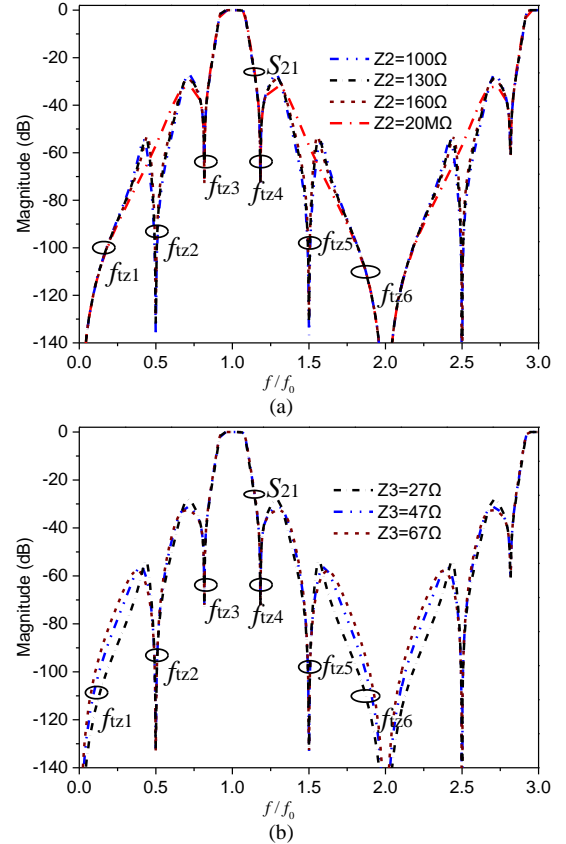 0
-20
-40
-60
-80
-100
-120
-140
Magnitude (dB)
S21
Z2=100Ω
Z2=130Ω
Z2=160Ω
Z2=20MΩ
ftz1
ftz2
ftz3
ftz4
ftz5
ftz6
0.0 0.5 1.0 1.5 2.0 2.5 3.0
f/f0
(a)
0
-20
-40
-60
-80
-100
-120
-140
Magnitude (dB)
S21
Z3=27Ω
Z3=47Ω
Z3=67Ω
ftz1
ftz2
ftz3
ftz4
ftz5
ftz6
0.0 0.5 1.0 1.5 2.0 2.5 3.0
f/f0
(b)